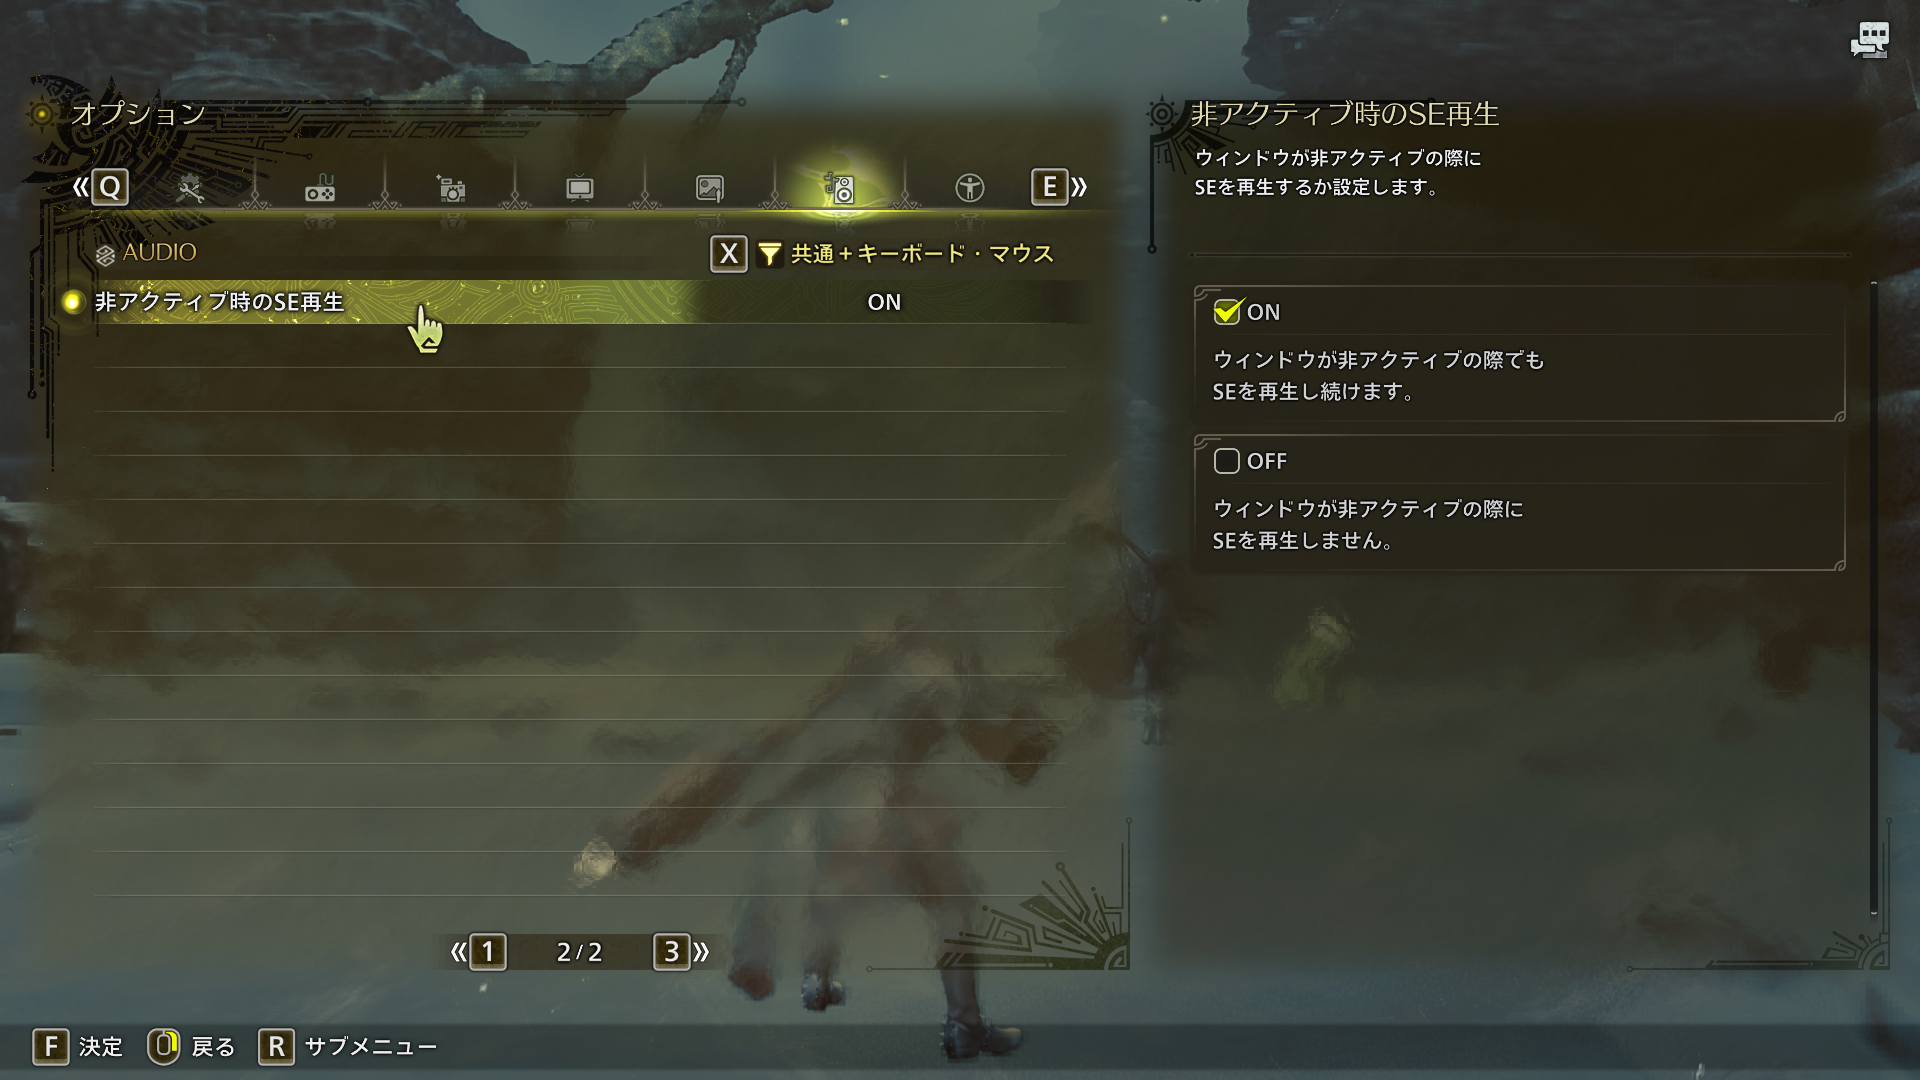 オプション
Q
E
AUDIO
X 共通+キーボード・マウス
非アクティブ時のSE再生 ON
1 2/2 3
非アクティブ時のSE再生
ウィンドウが非アクティブの際に
SEを再生するか設定します。
ON
ウィンドウが非アクティブの際でも
SEを再生し続けます。
OFF
ウィンドウが非アクティブの際に
SEを再生しません。
F 決定 戻る R サブメニュー